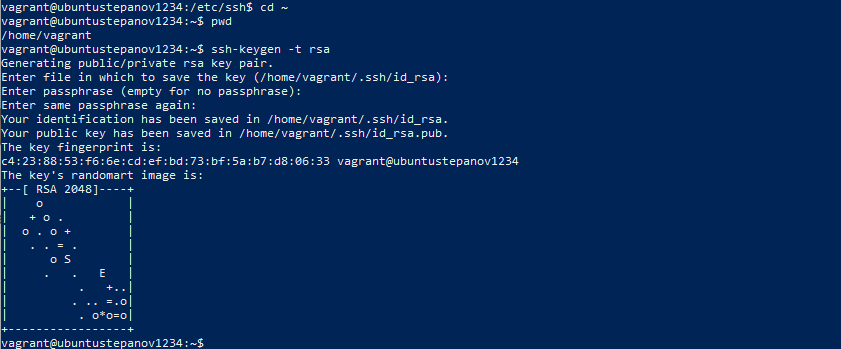 vagrant@ubuntustepanov1234:/etc/ssh$ cd ~
vagrant@ubuntustepanov1234:~$ pwd
/home/vagrant
vagrant@ubuntustepanov1234:~$ ssh-keygen -t rsa
Generating public/private rsa key pair.
Enter file in which to save the key (/home/vagrant/.ssh/id_rsa):
Enter passphrase (empty for no passphrase):
Enter same passphrase again:
Your identification has been saved in /home/vagrant/.ssh/id_rsa.
Your public key has been saved in /home/vagrant/.ssh/id_rsa.pub.
The key fingerprint is:
c4:23:88:53:f6:6e:cd:ef:bd:73:bf:5a:b7:d8:06:33 vagrant@ubuntustepanov1234
The key's randomart image is:
+--[ RSA 2048]----+
|    o            |
|   + o .         |
|  o . o +        |
|   . . = .       |
|      o S        |
|     .   .   E   |
|          .   +..|
|         . .. =.o|
|          . o*o=o|
+-----------------+
vagrant@ubuntustepanov1234:~$